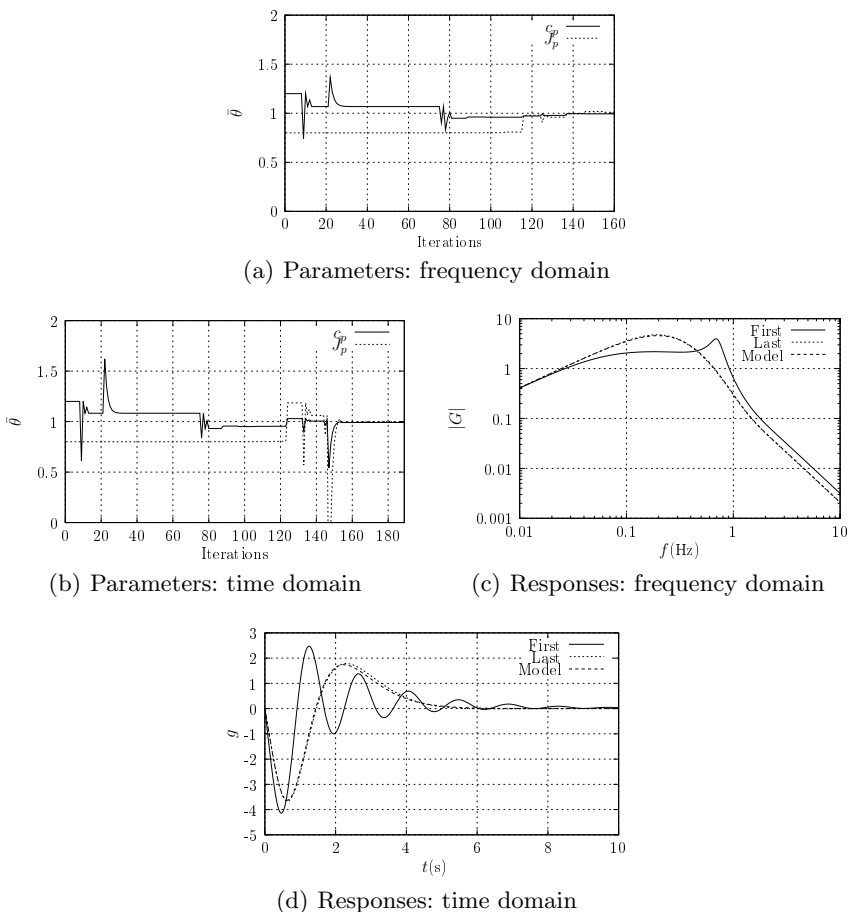 2
1.5
1
0.5
0
θ̄
c_p
J_p
0 20 40 60 80 100 120 140 160
Iterations
(a) Parameters: frequency domain
2
1.5
1
0.5
0
θ̄
c_p
J_p
0 20 40 60 80 100 120 140 160 180
Iterations
(b) Parameters: time domain
10
1
0.1
0.01
0.001
|G|
First
Last
Model
0.01 0.1 1 10
f(Hz)
(c) Responses: frequency domain
3
2
1
0
-1
-2
-3
-4
-5
g
First
Last
Model
0 2 4 6 8 10
t(s)
(d) Responses: time domain